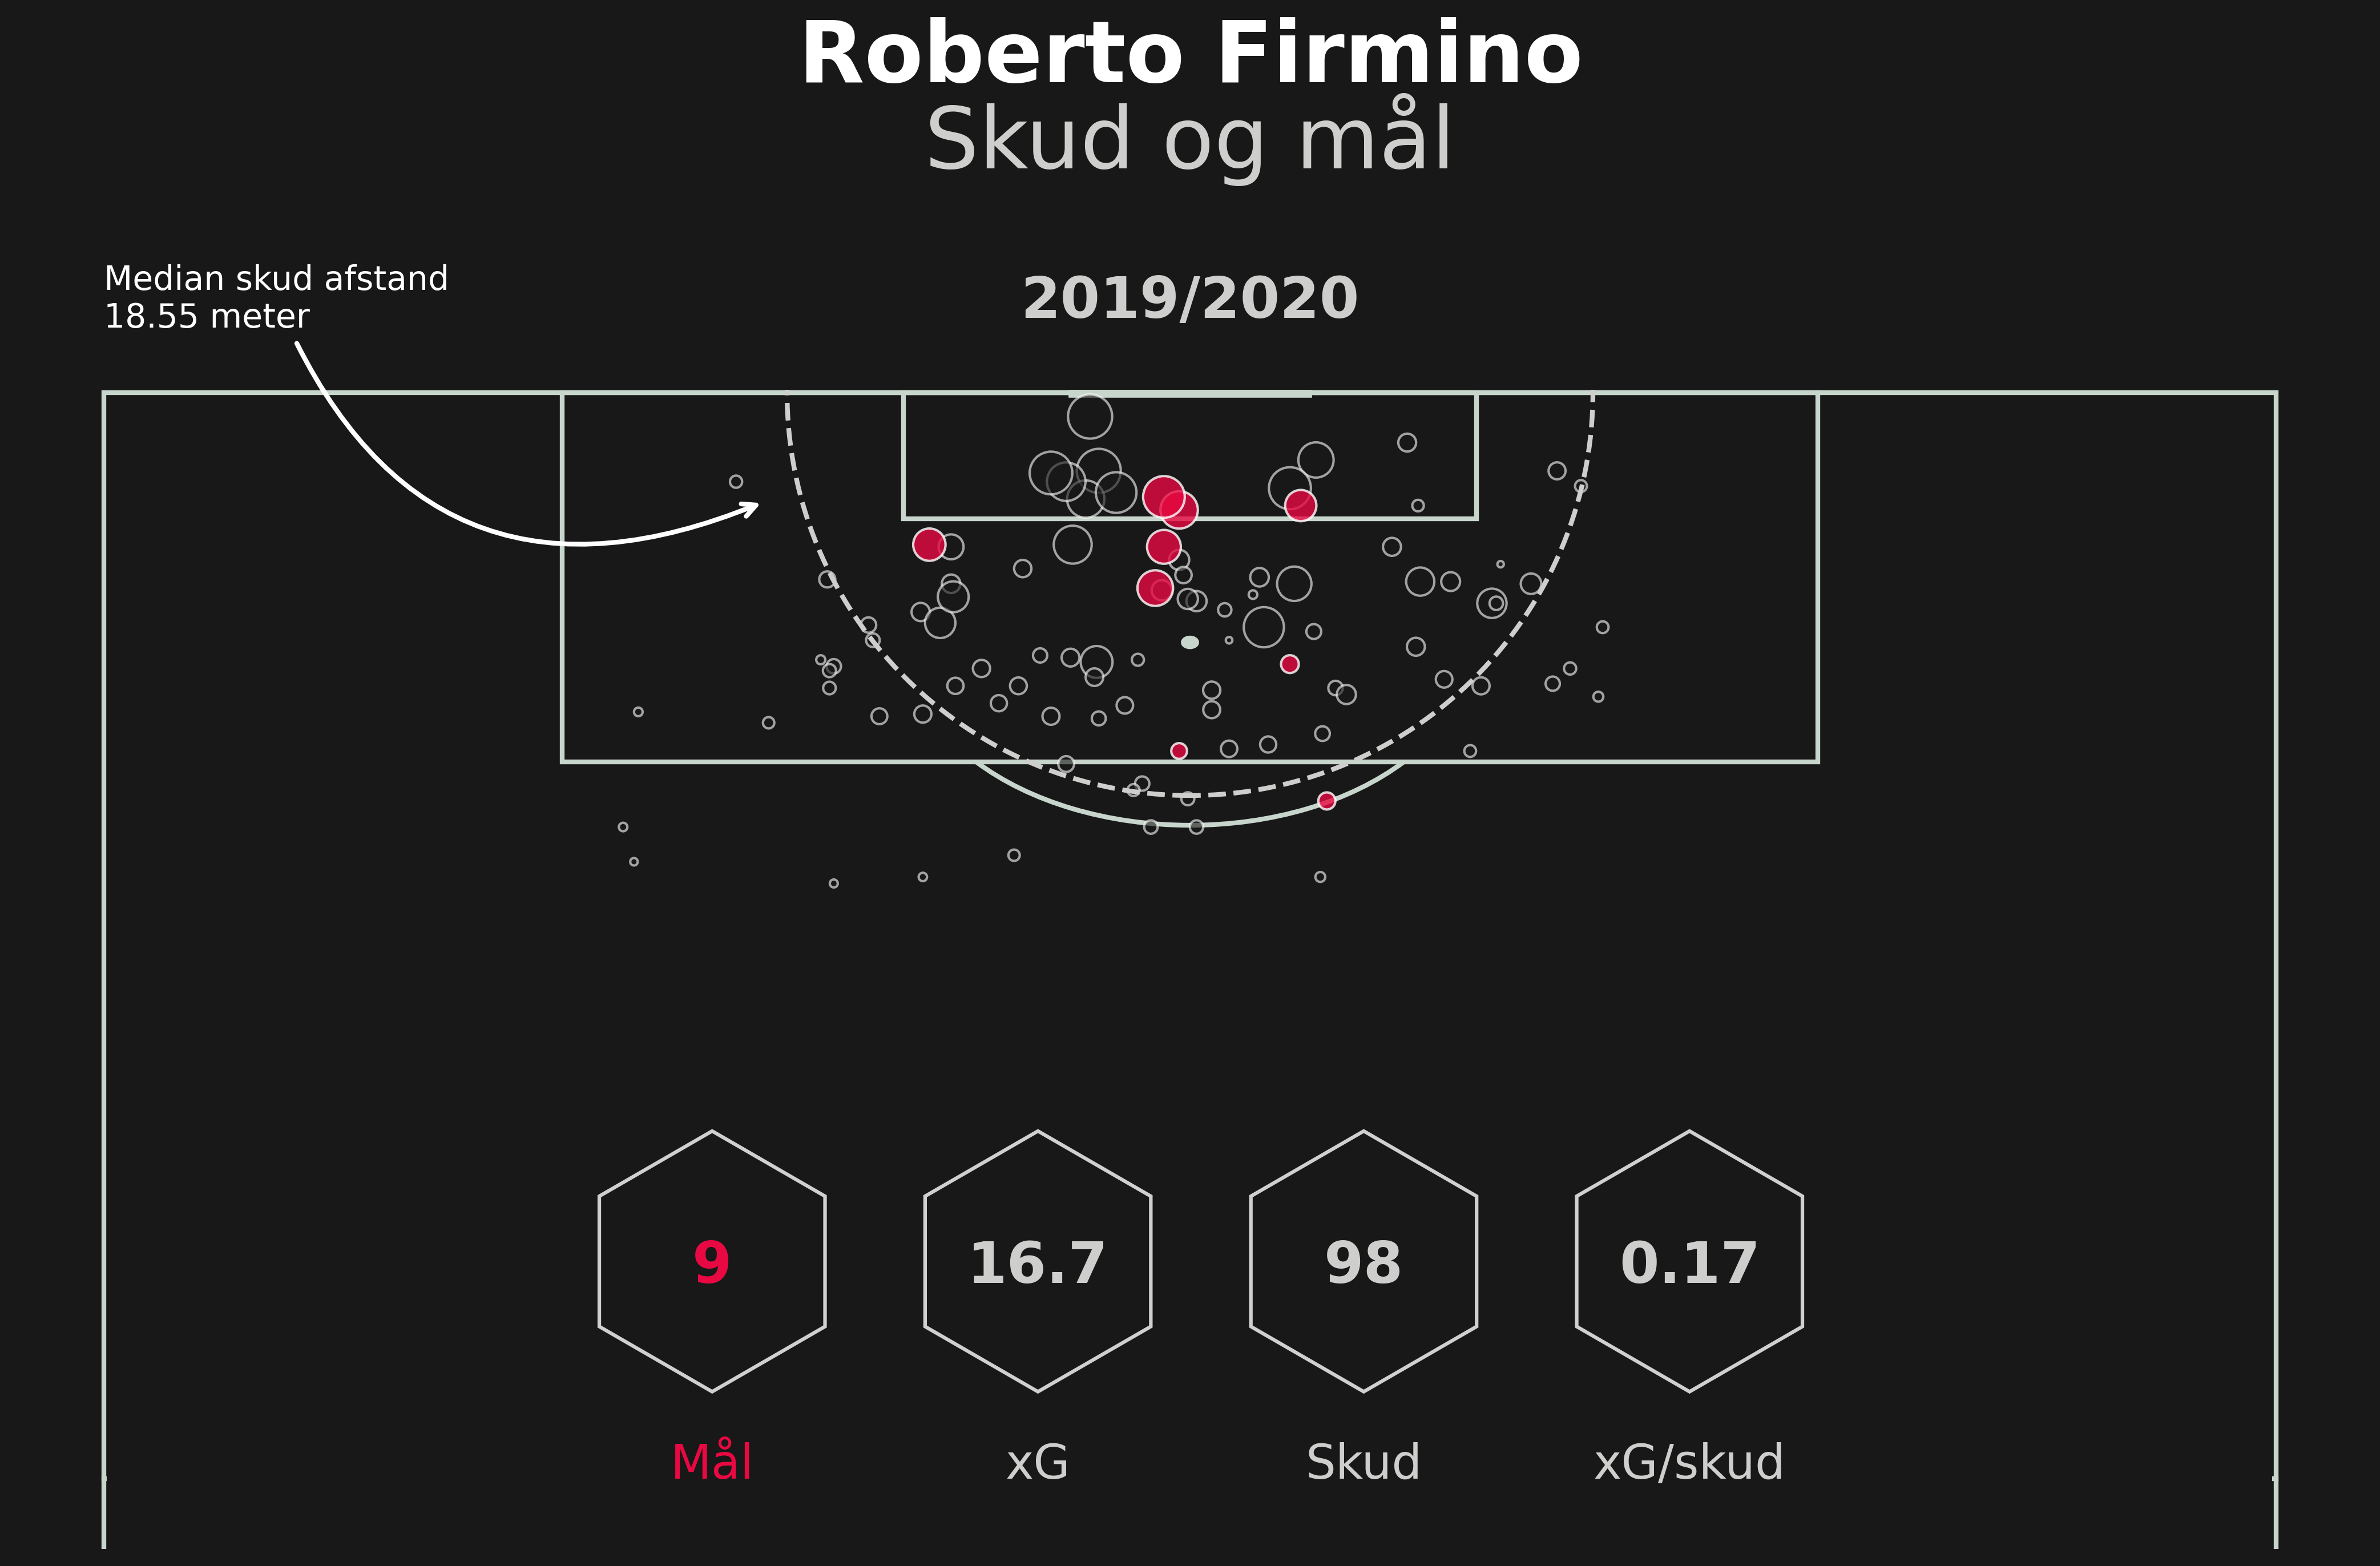 Roberto Firmino
Skud og mål
2019/2020
Median skud afstand
18.55 meter
9
16.7
98
0.17
Mål
xG
Skud
xG/skud